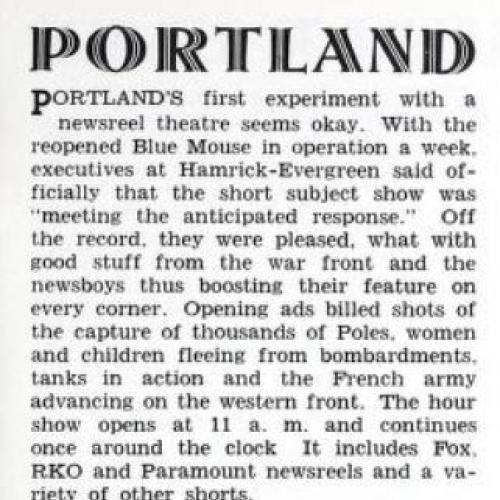 PORTLAND
PORTLAND'S first experiment with a
newsreel theatre seems okay. With the
reopened Blue Mouse in operation a week,
executives at Hamrick-Evergreen said of-
ficially that the short subject show was
"meeting the anticipated response." Off
the record, they were pleased, what with
good stuff from the war front and the
newsboys thus boosting their feature on
every corner. Opening ads billed shots of
the capture of thousands of Poles, women
and children fleeing from bombardments,
tanks in action and the French army
advancing on the western front. The hour
show opens at 11 a. m. and continues
once around the clock It includes Fox,
RKO and Paramount newsreels and a va-
riety of other shorts.